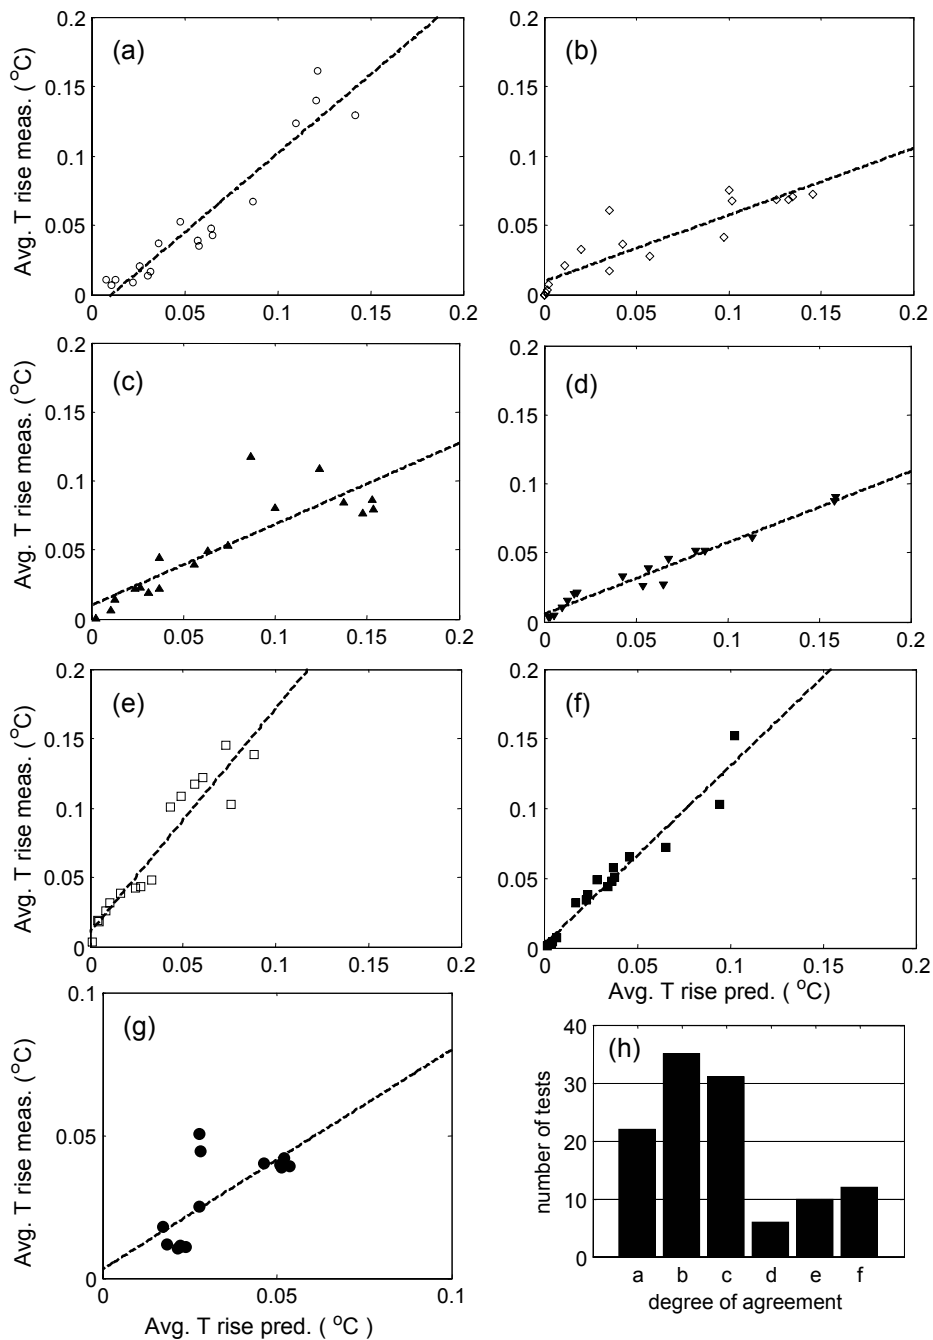 (a)
Avg. T rise meas. (°C)
0.2
0.15
0.1
0.05
0
0 0.05 0.1 0.15 0.2
(b)
0.2
0.15
0.1
0.05
0
0 0.05 0.1 0.15 0.2
(c)
Avg. T rise meas. (°C)
0.2
0.15
0.1
0.05
0
0 0.05 0.1 0.15 0.2
(d)
0.2
0.15
0.1
0.05
0
0 0.05 0.1 0.15 0.2
(e)
Avg. T rise meas. (°C)
0.2
0.15
0.1
0.05
0
0 0.05 0.1 0.15 0.2
(f)
0.2
0.15
0.1
0.05
0
0 0.05 0.1 0.15 0.2
Avg. T rise pred. (°C)
(g)
Avg. T rise meas. (°C)
0.1
0.05
0
0 0.05 0.1
Avg. T rise pred. (°C)
(h)
number of tests
40
30
20
10
0
a b c d e f
degree of agreement